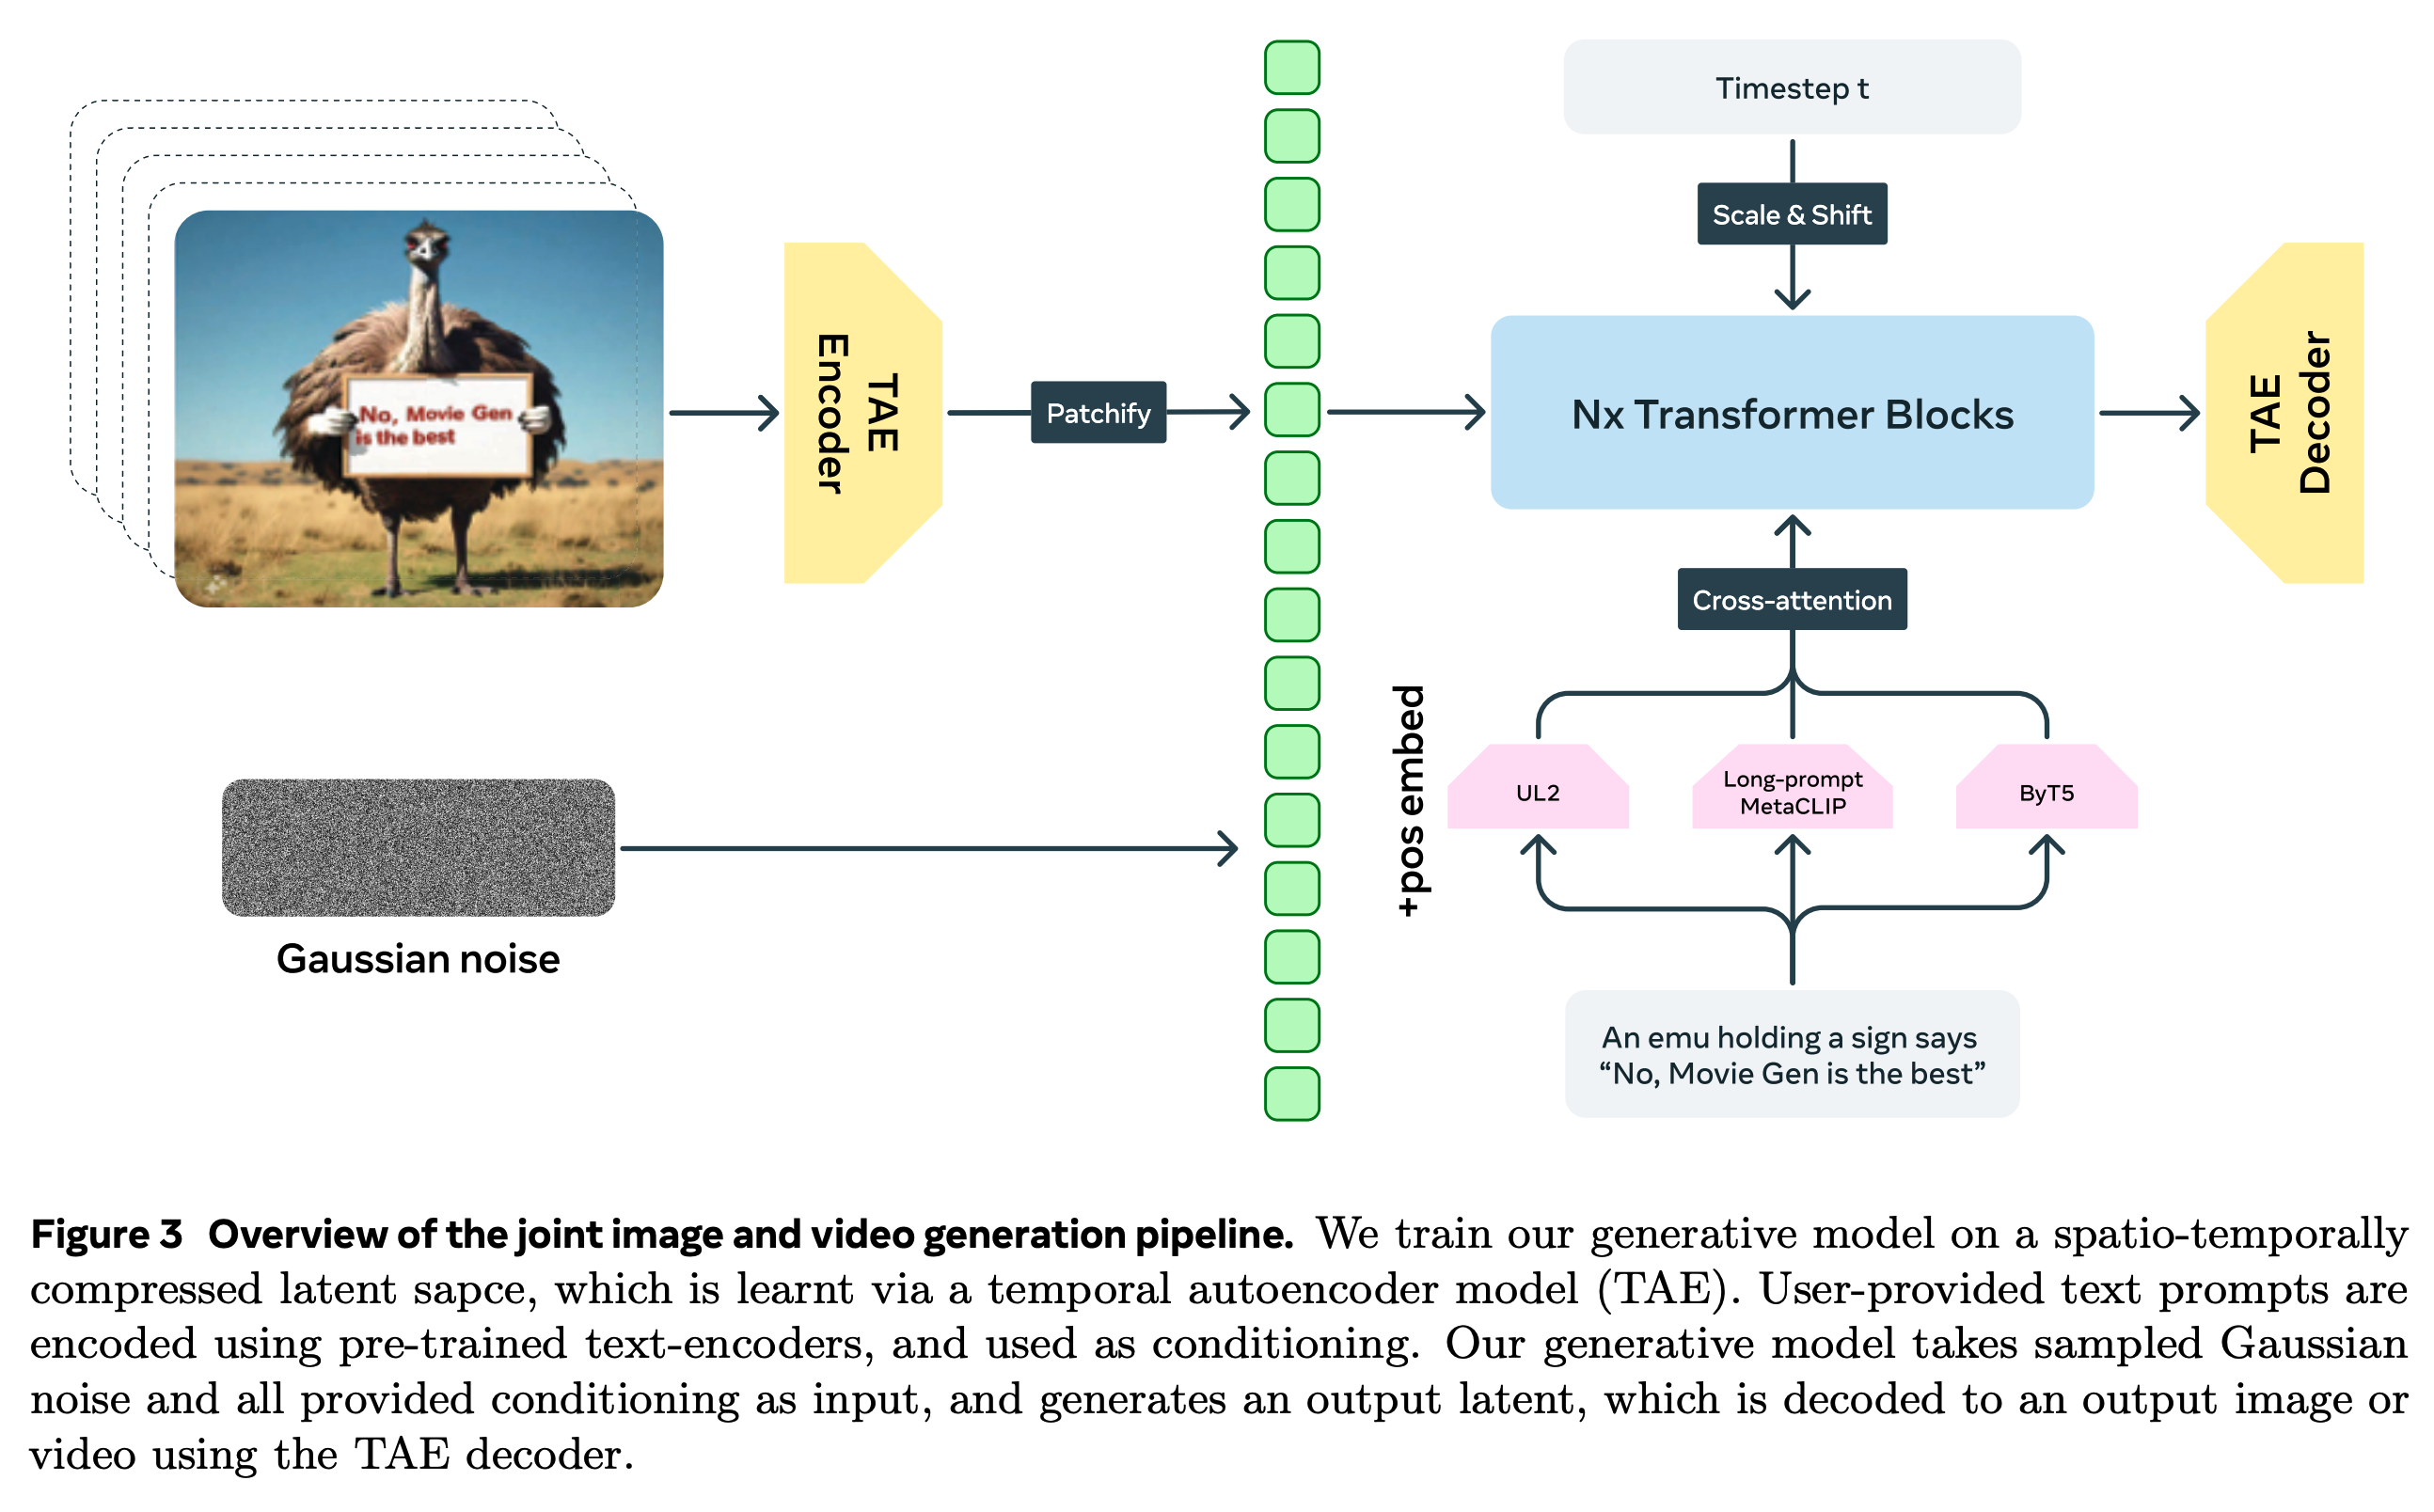 Timestep t
Scale & Shift
No, Movie Gen
is the best
TAE
Encoder
Patchify
Nx Transformer Blocks
TAE
Decoder
Cross-attention
+pos embed
UL2
Long-prompt
MetaCLIP
ByT5
Gaussian noise
An emu holding a sign says
“No, Movie Gen is the best”
Figure 3 Overview of the joint image and video generation pipeline. We train our generative model on a spatio-temporally
compressed latent sapce, which is learnt via a temporal autoencoder model (TAE). User-provided text prompts are
encoded using pre-trained text-encoders, and used as conditioning. Our generative model takes sampled Gaussian
noise and all provided conditioning as input, and generates an output latent, which is decoded to an output image or
video using the TAE decoder.